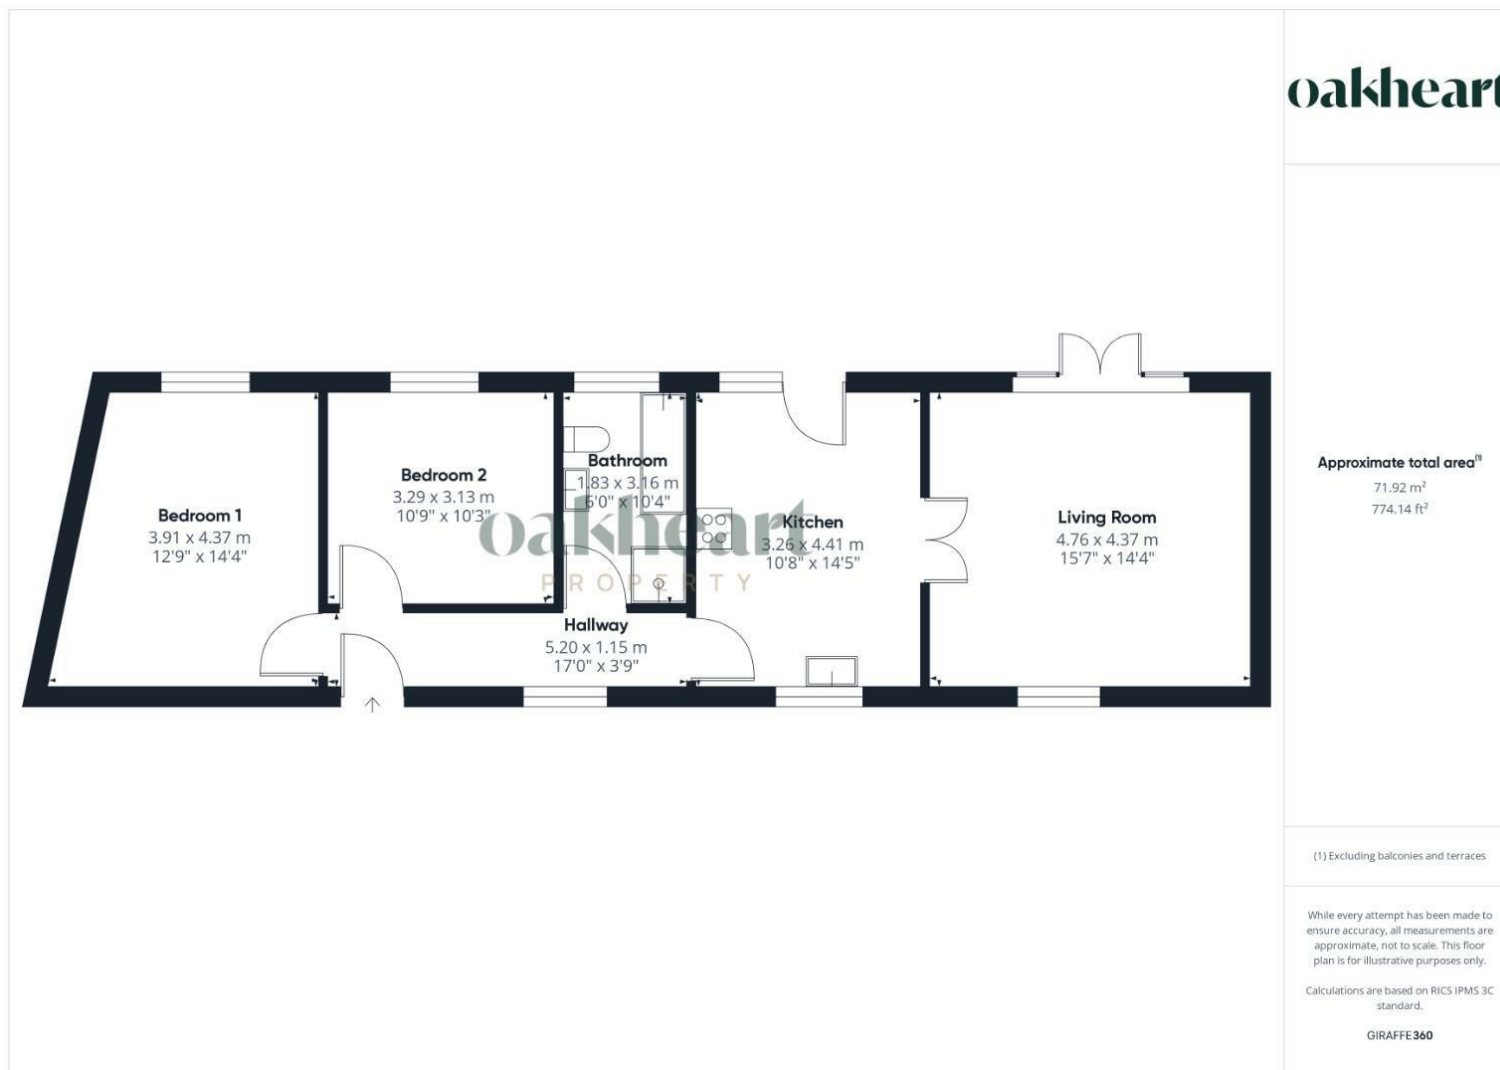 oakheart
Bedroom 1
3.91 x 4.37 m
12'9" x 14'4"
Bedroom 2
3.29 x 3.13 m
10'9" x 10'3"
Bathroom
1.83 x 3.16 m
6'0" x 10'4"
Kitchen
3.26 x 4.41 m
10'8" x 14'5"
Living Room
4.76 x 4.37 m
15'7" x 14'4"
Hallway
5.20 x 1.15 m
17'0" x 3'9"
oakheart
PROPERTY
Approximate total area(1)
71.92 m²
774.14 ft²
(1) Excluding balconies and terraces
While every attempt has been made to
ensure accuracy, all measurements are
approximate, not to scale. This floor
plan is for illustrative purposes only.
Calculations are based on RICS IPMS 3C
standard.
GIRAFFE360